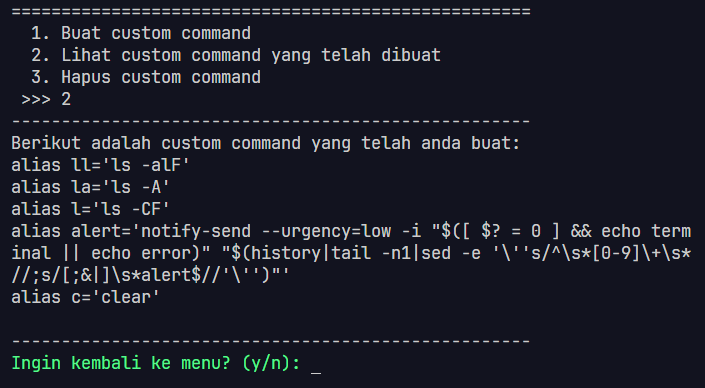 ===================================================
  1. Buat custom command
  2. Lihat custom command yang telah dibuat
  3. Hapus custom command
 >>> 2
---------------------------------------------------
Berikut adalah custom command yang telah anda buat:
alias ll='ls -alF'
alias la='ls -A'
alias l='ls -CF'
alias alert='notify-send --urgency=low -i "$([ $? = 0 ] && echo term
inal || echo error)" "$(history|tail -n1|sed -e '\''s/^\s*[0-9]\+\s*
//;s/[;&|]\s*alert$//'\'')"'
alias c='clear'
---------------------------------------------------
Ingin kembali ke menu? (y/n): _